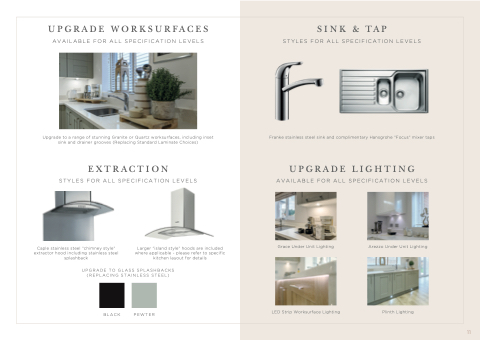 UPGRADE WORKSURFACES
AVAILABLE FOR ALL SPECIFICATION LEVELS
Upgrade to a range of stunning Granite or Quartz worksurfaces, including inset
sink and drainer grooves (Replacing Standard Laminate Choices)
EXTRACTION
STYLES FOR ALL SPECIFICATION LEVELS
Cable stainless steel "chimney style"
extractor hood including stainless steel
splashback
Larger "island style" hoods are included
where applicable - please refer to specific
kitchen layout for details
UPGRADE TO GLASS SPLASHBACKS
(REPLACING STAINLESS STEEL)
BLACK
PEWTER
SINK & TAP
STYLES FOR ALL SPECIFICATION LEVELS
Franke stainless steel sink and complimentary Hansgrohe "Focus" mixer taps
UPGRADE LIGHTING
AVAILABLE FOR ALL SPECIFICATION LEVELS
Under Unit Lighting
Under Unit Lighting
LED Strip Worksurface Lighting
Plinth Lighting